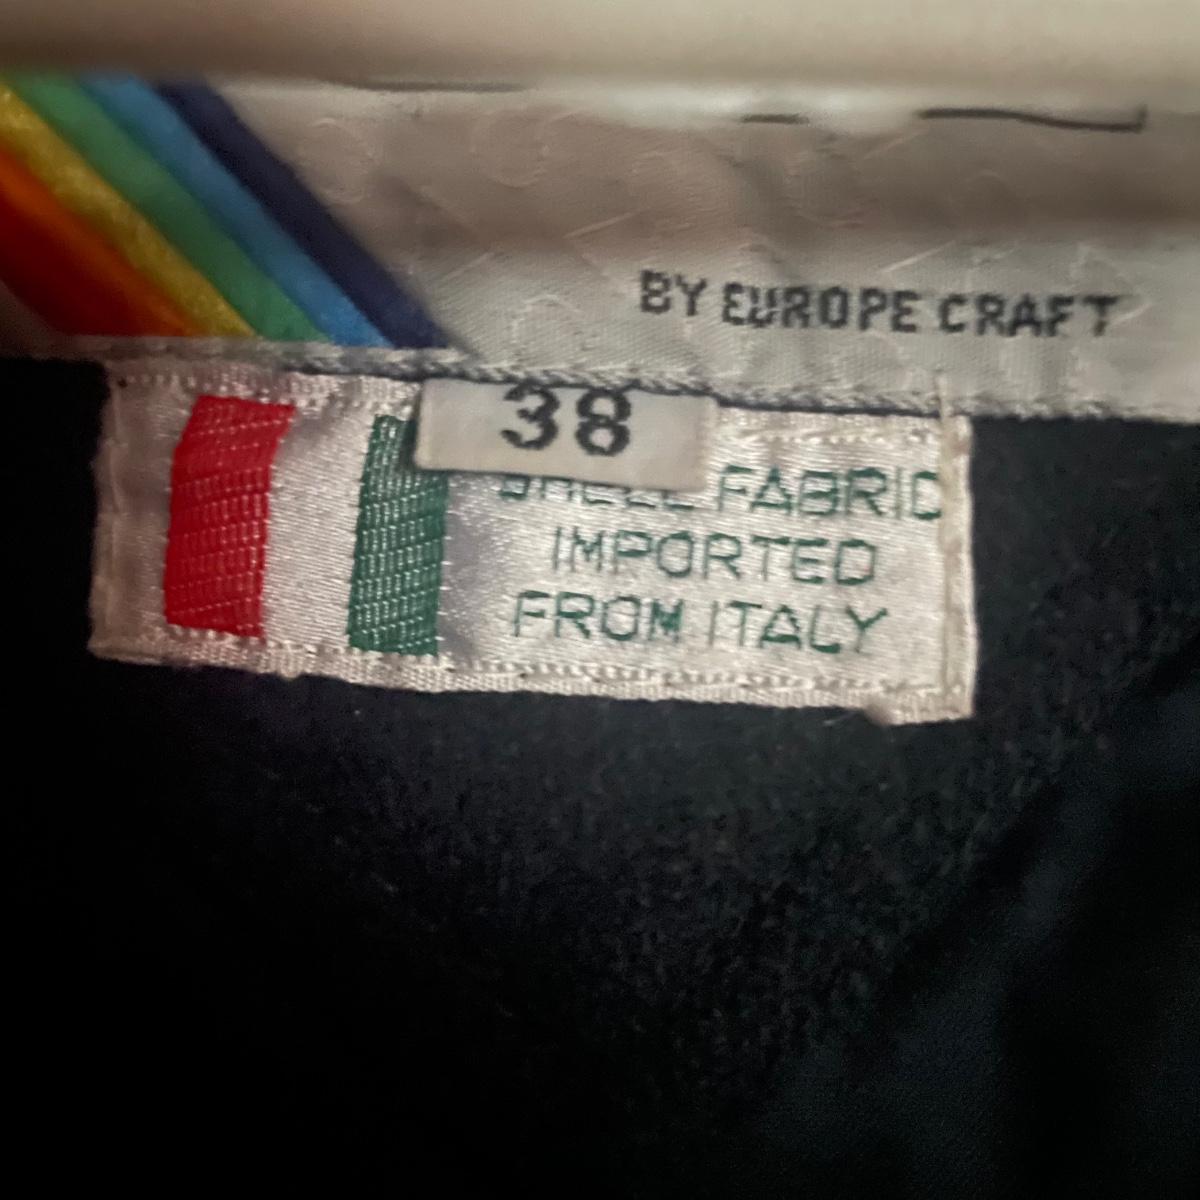 BY EUROPE CRAFT
38
SHELL FABRIC
IMPORTED
FROM ITALY